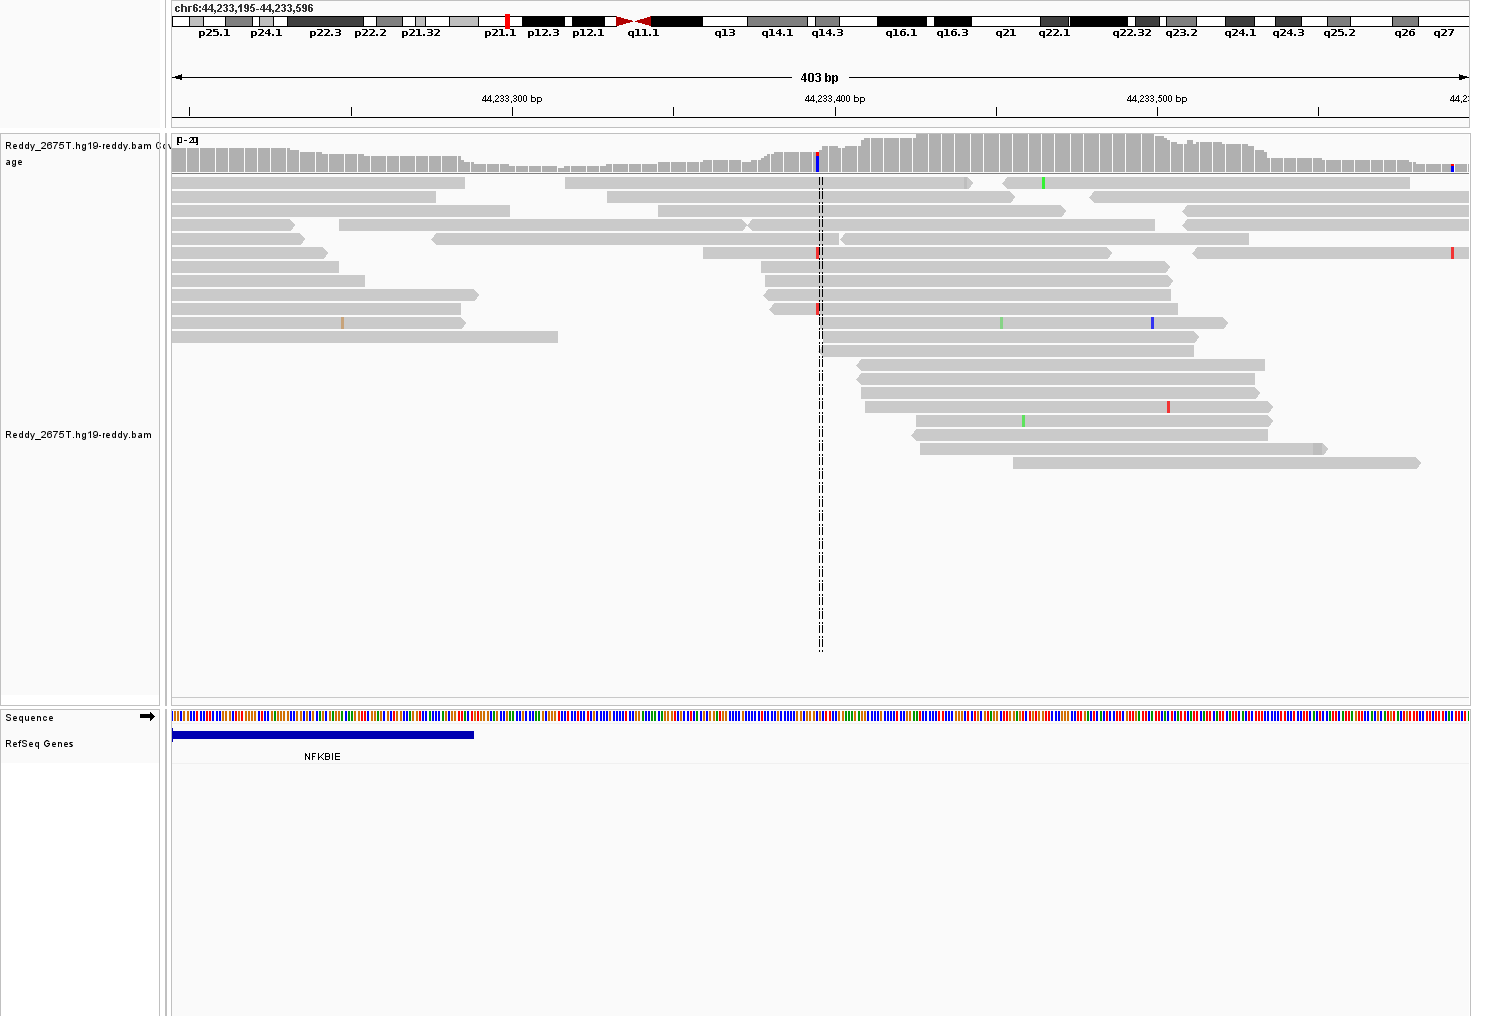 chr6:44,233,195-44,233,596
p25.1 p24.1 p22.3 p22.2 p21.32 p21.1 p12.3 p12.1 q11.1 q13 q14.1 q14.3 q16.1 q16.3 q21 q22.1 q22.32 q23.2 q24.1 q24.3 q25.2 q26 q27
403 bp
44,233,300 bp 44,233,400 bp 44,233,500 bp 44,23
Reddy_2675T.hg19-reddy.bam Cov
age
[0 - 20]
Reddy_2675T.hg19-reddy.bam
Sequence
RefSeq Genes
NFKBIE